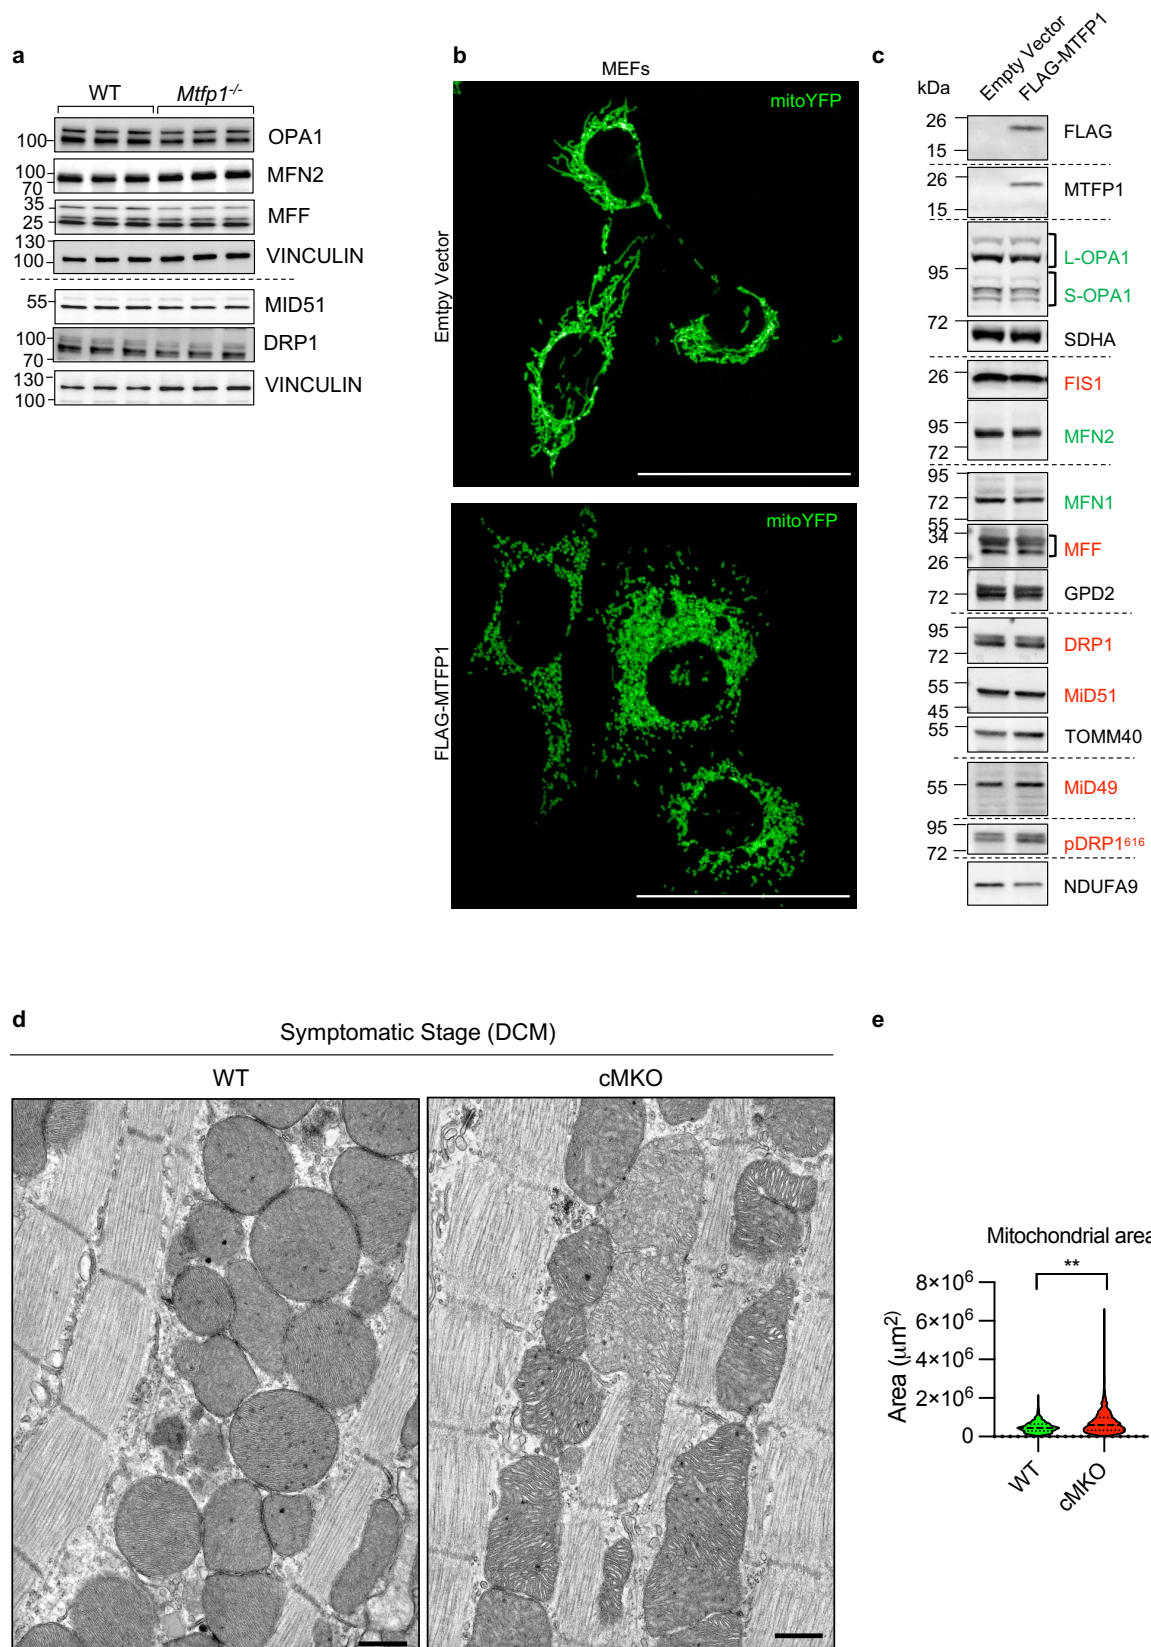 a
WT
Mtfp1-/-
100
OPA1
100
70
MFN2
35
25
MFF
130
100
VINCULIN
55
MID51
100
70
DRP1
130
100
VINCULIN
b
MEFs
mitoYFP
Emtpy Vector
mitoYFP
FLAG-MTFP1
c
kDa
Empty Vector
FLAG-MTFP1
26
15
FLAG
26
15
MTFP1
95
L-OPA1
S-OPA1
72
SDHA
26
FIS1
95
72
MFN2
95
72
55
MFN1
34
26
MFF
72
GPD2
95
72
DRP1
55
45
MiD51
55
TOMM40
55
MiD49
95
72
pDRP1616
NDUFA9
d
Symptomatic Stage (DCM)
WT
cMKO
e
Mitochondrial area
**
Area (μm2)
8×106
6×106
4×106
2×106
0
WT
cMKO